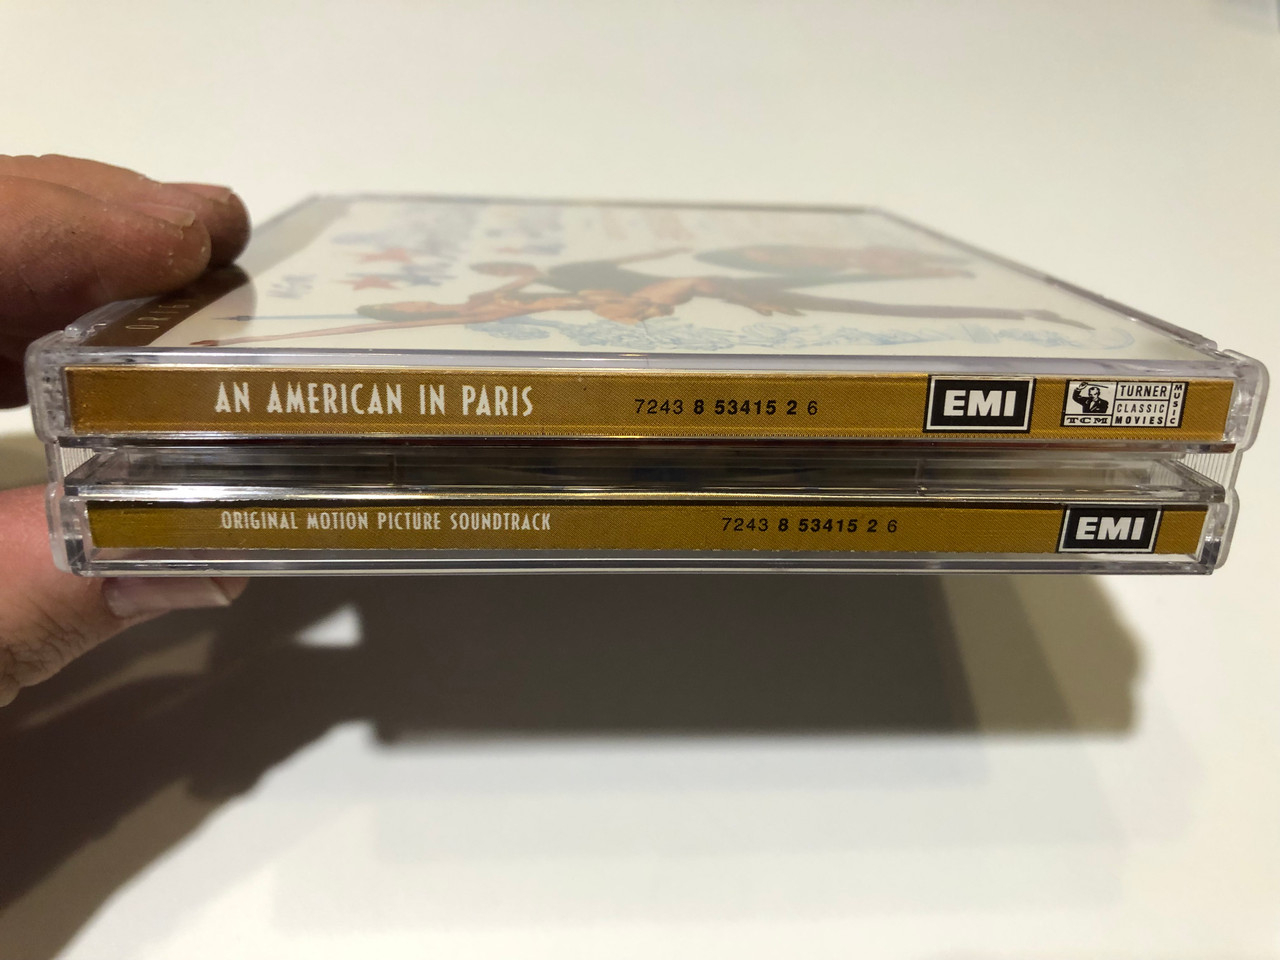 AN AMERICAN IN PARIS 7243 8 53415 2 6 EMI TCM TURNER CLASSIC MOVIES MUSIC
ORIGINAL MOTION PICTURE SOUNDTRACK 7243 8 53415 2 6 EMI